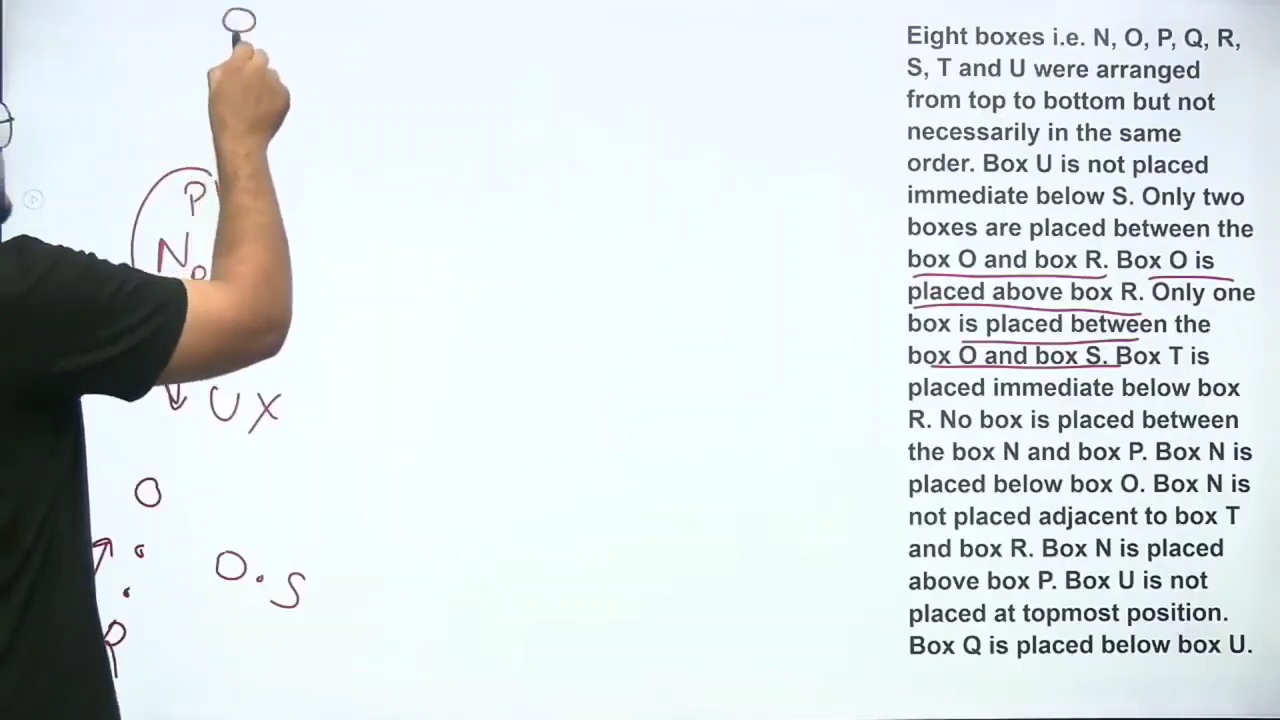 Eight boxes i.e. N, O, P, Q, R,
S, T and U were arranged
from top to bottom but not
necessarily in the same
order. Box U is not placed
immediate below S. Only two
boxes are placed between the
box O and box R. Box O is
placed above box R. Only one
box is placed between the
box O and box S. Box T is
placed immediate below box
R. No box is placed between
the box N and box P. Box N is
placed below box O. Box N is
not placed adjacent to box T
and box R. Box N is placed
above box P. Box U is not
placed at topmost position.
Box Q is placed below box U.
O
P
N
U X
O
O . S
R